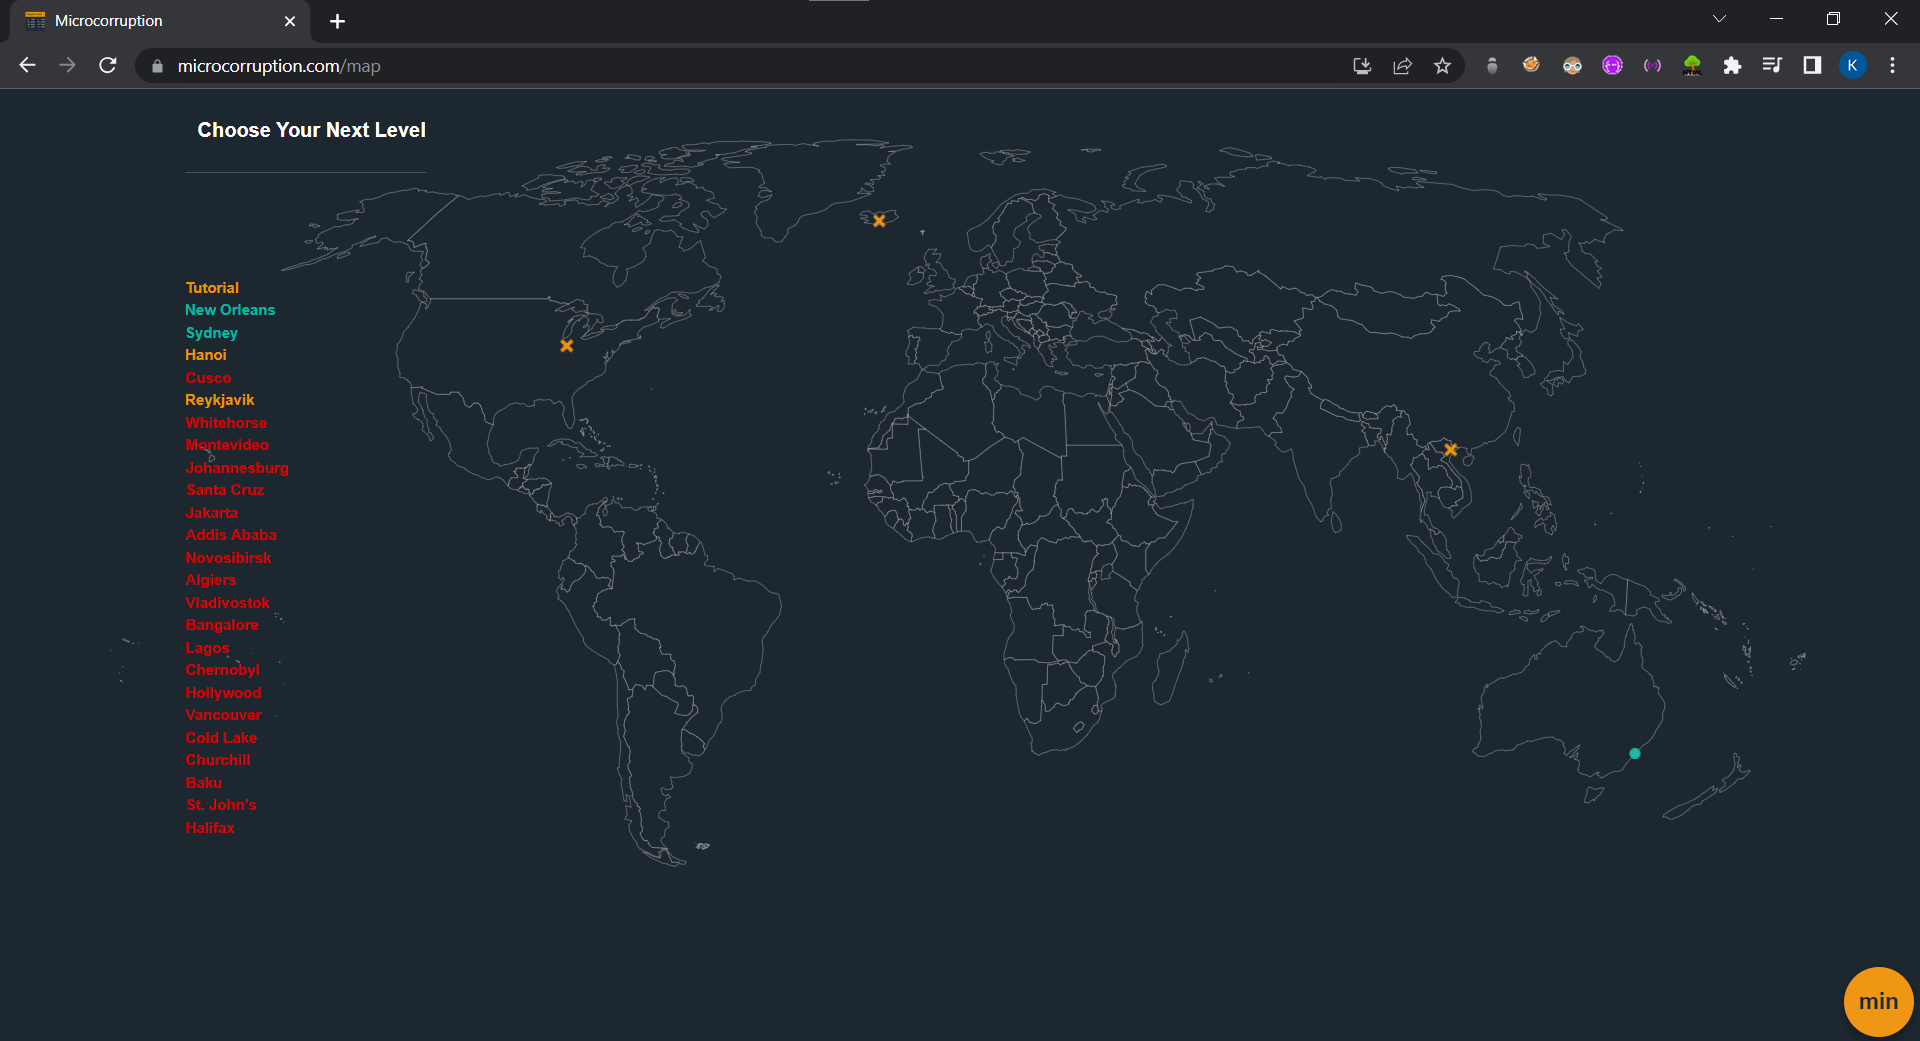 Microcorruption
microcorruption.com/map
K
Choose Your Next Level
Tutorial
New Orleans
Sydney
Hanoi
Cusco
Reykjavik
Whitehorse
Montevideo
Johannesburg
Santa Cruz
Jakarta
Addis Ababa
Novosibirsk
Algiers
Vladivostok
Bangalore
Lagos
Chernobyl
Hollywood
Vancouver
Cold Lake
Churchill
Baku
St. John's
Halifax
min